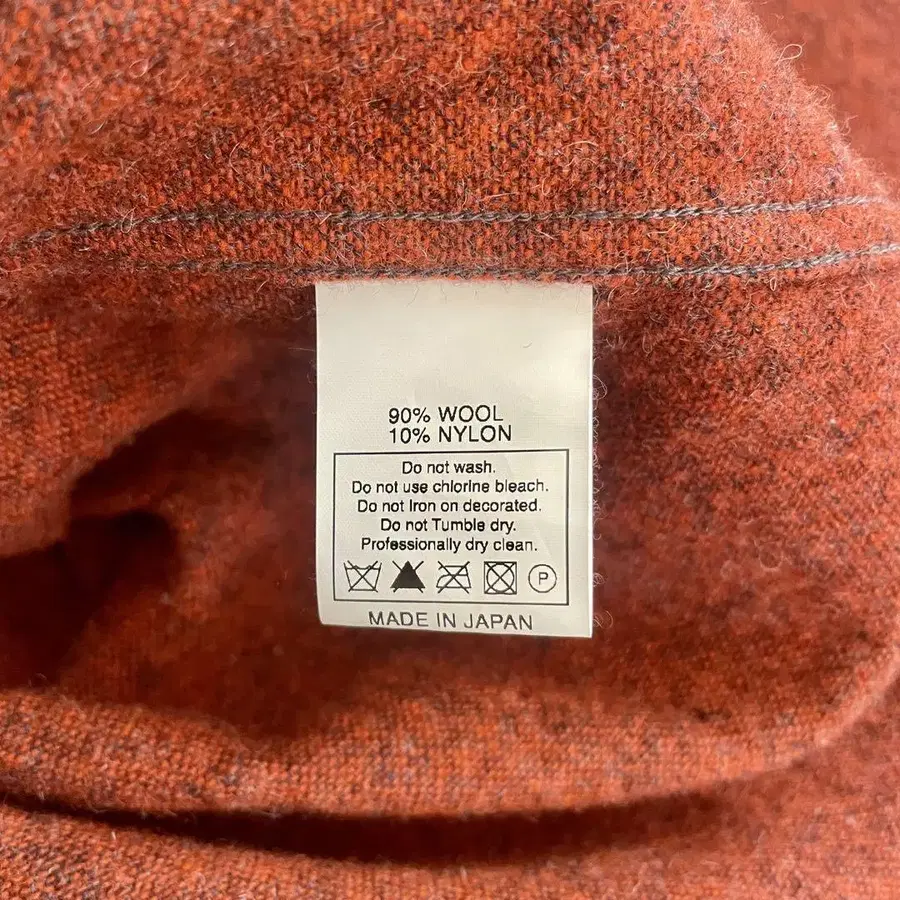 90% WOOL
10% NYLON
Do not wash.
Do not use chlorine bleach.
Do not Iron on decorated.
Do not Tumble dry.
Professionally dry clean.
P
MADE IN JAPAN